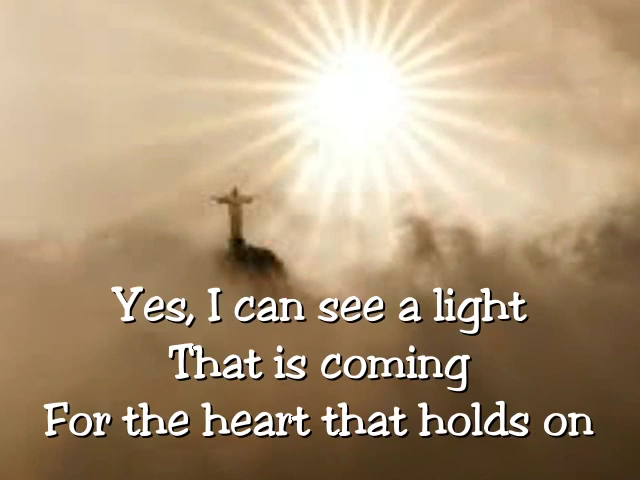 Yes, I can see a light
That is coming
For the heart that holds on